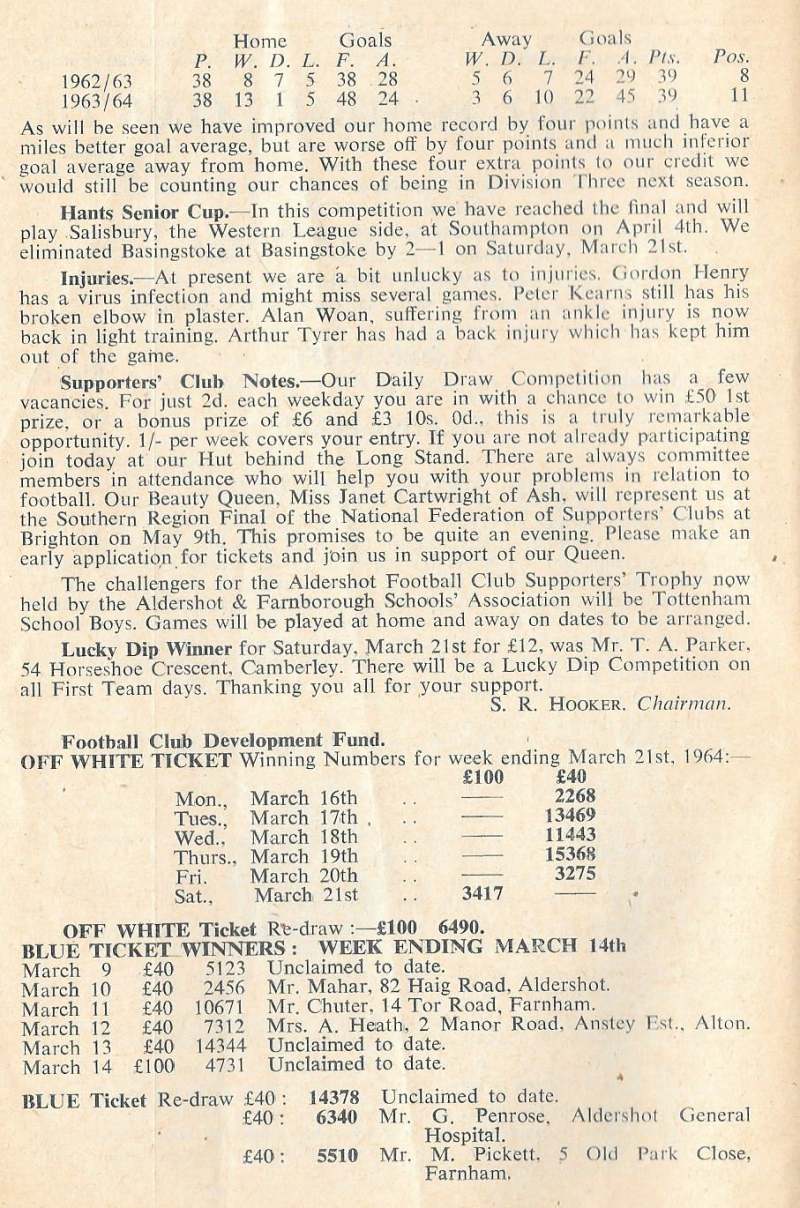 Home Goals Away Goals
P. W. D. L. F. A. W. D. L. F. A. Pts. Pos.
1962/63 38 8 7 5 38 28 5 6 7 24 29 39 8
1963/64 38 13 1 5 48 24 3 6 10 22 45 39 11
As will be seen we have improved our home record by four points and have a
miles better goal average, but are worse off by four points and a much inferior
goal average away from home. With these four extra points to our credit we
would still be counting our chances of being in Division Three next season.
Hants Senior Cup.—In this competition we have reached the final and will
play Salisbury, the Western League side, at Southampton on April 4th. We
eliminated Basingstoke at Basingstoke by 2—1 on Saturday, March 21st.
Injuries.—At present we are a bit unlucky as to injuries. Gordon Henry
has a virus infection and might miss several games. Peter Kearns still has his
broken elbow in plaster. Alan Woan, suffering from an ankle injury is now
back in light training. Arthur Tyrer has had a back injury which has kept him
out of the game.
Supporters' Club Notes.—Our Daily Draw Competition has a few
vacancies. For just 2d. each weekday you are in with a chance to win £50 1st
prize, or a bonus prize of £6 and £3 10s. 0d., this is a truly remarkable
opportunity. 1/- per week covers your entry. If you are not already participating
join today at our Hut behind the Long Stand. There are always committee
members in attendance who will help you with your problems in relation to
football. Our Beauty Queen, Miss Janet Cartwright of Ash, will represent us at
the Southern Region Final of the National Federation of Supporters' Clubs at
Brighton on May 9th. This promises to be quite an evening. Please make an
early application for tickets and join us in support of our Queen.
The challengers for the Aldershot Football Club Supporters' Trophy now
held by the Aldershot & Farnborough Schools' Association will be Tottenham
School Boys. Games will be played at home and away on dates to be arranged.
Lucky Dip Winner for Saturday, March 21st for £12, was Mr. T. A. Parker,
54 Horseshoe Crescent, Camberley. There will be a Lucky Dip Competition on
all First Team days. Thanking you all for your support.
S. R. HOOKER. Chairman.
Football Club Development Fund.
OFF WHITE TICKET Winning Numbers for week ending March 21st, 1964:—
£100 £40
Mon., March 16th .. — 2268
Tues., March 17th .. — 13469
Wed., March 18th .. — 11443
Thurs., March 19th .. — 15368
Fri. March 20th .. — 3275
Sat., March 21st .. 3417 —
OFF WHITE Ticket Re-draw :—£100 6490.
BLUE TICKET WINNERS : WEEK ENDING MARCH 14th
March 9 £40 5123 Unclaimed to date.
March 10 £40 2456 Mr. Mahar, 82 Haig Road, Aldershot.
March 11 £40 10671 Mr. Chuter, 14 Tor Road, Farnham.
March 12 £40 7312 Mrs. A. Heath, 2 Manor Road, Anstey Est., Alton.
March 13 £40 14344 Unclaimed to date.
March 14 £100 4731 Unclaimed to date.
BLUE Ticket Re-draw £40 : 14378 Unclaimed to date.
£40 : 6340 Mr. G. Penrose, Aldershot General
Hospital.
£40 : 5510 Mr. M. Pickett, 5 Old Park Close,
Farnham.